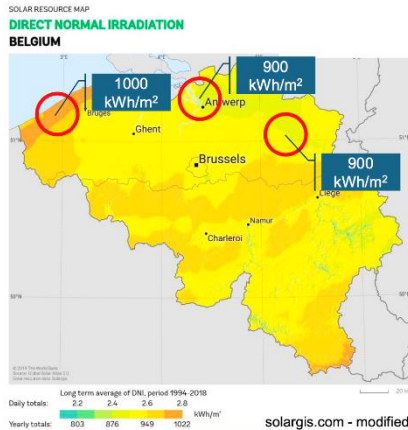 SOLAR RESOURCE MAP
DIRECT NORMAL IRRADIATION
BELGIUM
1000
kWh/m²
900
kWh/m²
Bruges
Antwerp
Ghent
Brussels
900
kWh/m²
Liège
Namur
Charleroi
Long term average of DNI, period 1994-2018
Daily totals: 2.2 2.4 2.6 2.8
kWh/m²
Yearly totals: 803 876 949 1022
solargis.com - modified